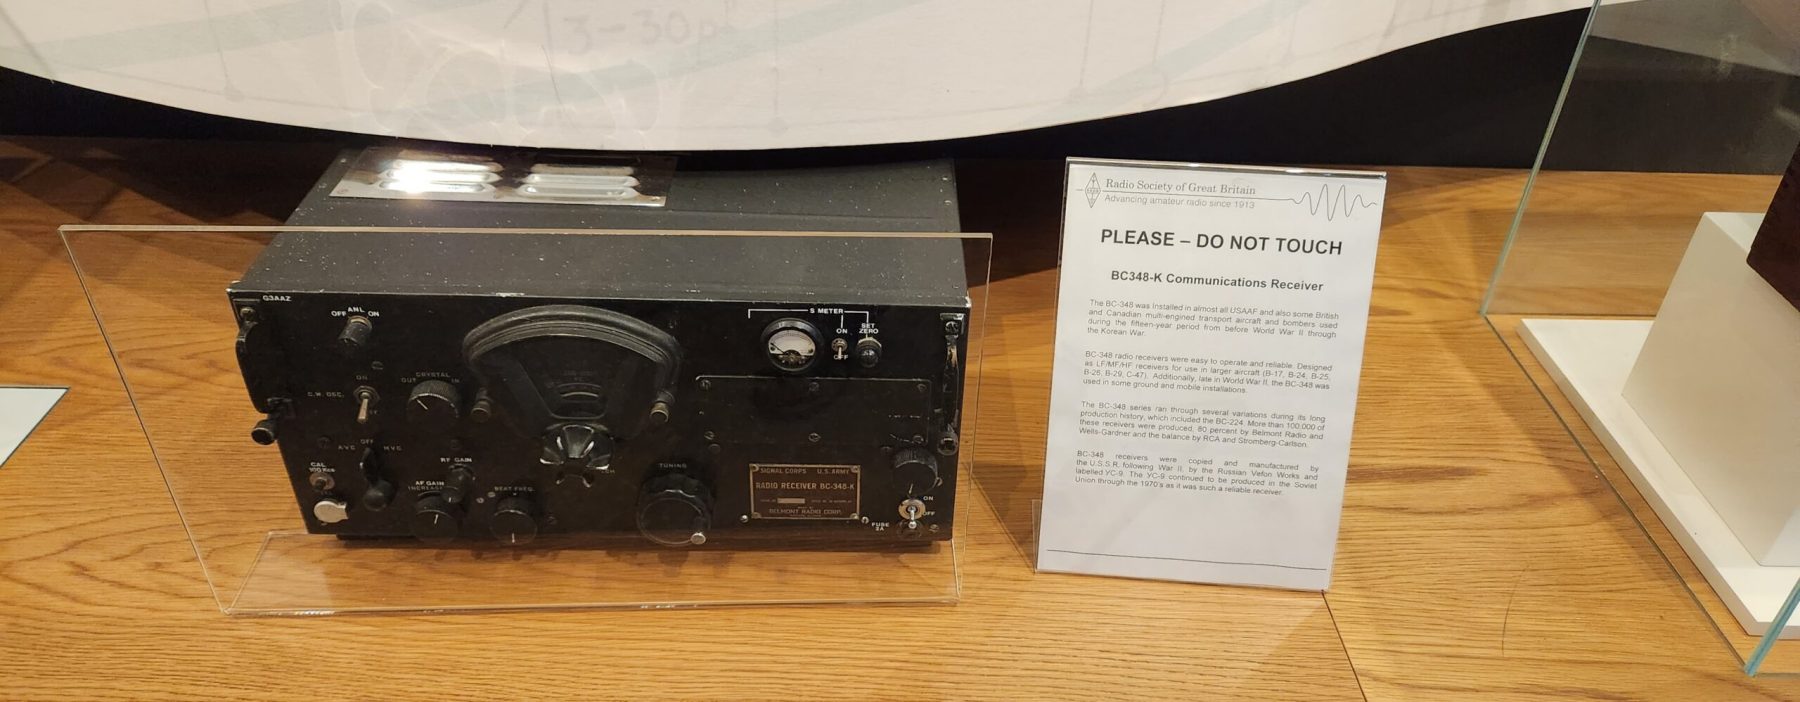 3-30p
G3AAZ
OFF ANL ON
S METER
ON
OFF
SET
ZERO
ON
C.W. OSC.
OFF
CRYSTAL
OUT IN
OFF
A.V.C. M.V.C.
CAL
100 Kcs
RF GAIN
AF GAIN
INCREASE
BEAT FREQ.
TUNING
SIGNAL CORPS U.S. ARMY
RADIO RECEIVER BC-348-K
BELMONT RADIO CORP.
ON
OFF
FUSE
2A
Radio Society of Great Britain
Advancing amateur radio since 1913
PLEASE – DO NOT TOUCH
BC348-K Communications Receiver
The BC-348 was Installed in almost all USAAF and also some British
and Canadian multi-engined transport aircraft and bombers used
during the fifteen-year period from before World War II through
the Korean War.
BC-348 radio receivers were easy to operate and reliable. Designed
as LF/MF/HF receivers for use in larger aircraft (B-17, B-24, B-25,
B-26, B-29, C-47). Additionally, late in World War II, the BC-348 was
used in some ground and mobile installations.
The BC-348 series ran through several variations during its long
production history, which included the BC-224. More than 100,000 of
these receivers were produced, 80 percent by Belmont Radio and
Wells-Gardner and the balance by RCA and Stromberg-Carlson.
BC-348 receivers were copied and manufactured by
the U.S.S.R. following War II, by the Russian Vefon Works and
labelled YC-9. The YC-9 continued to be produced in the Soviet
Union through the 1970's as it was such a reliable receiver.